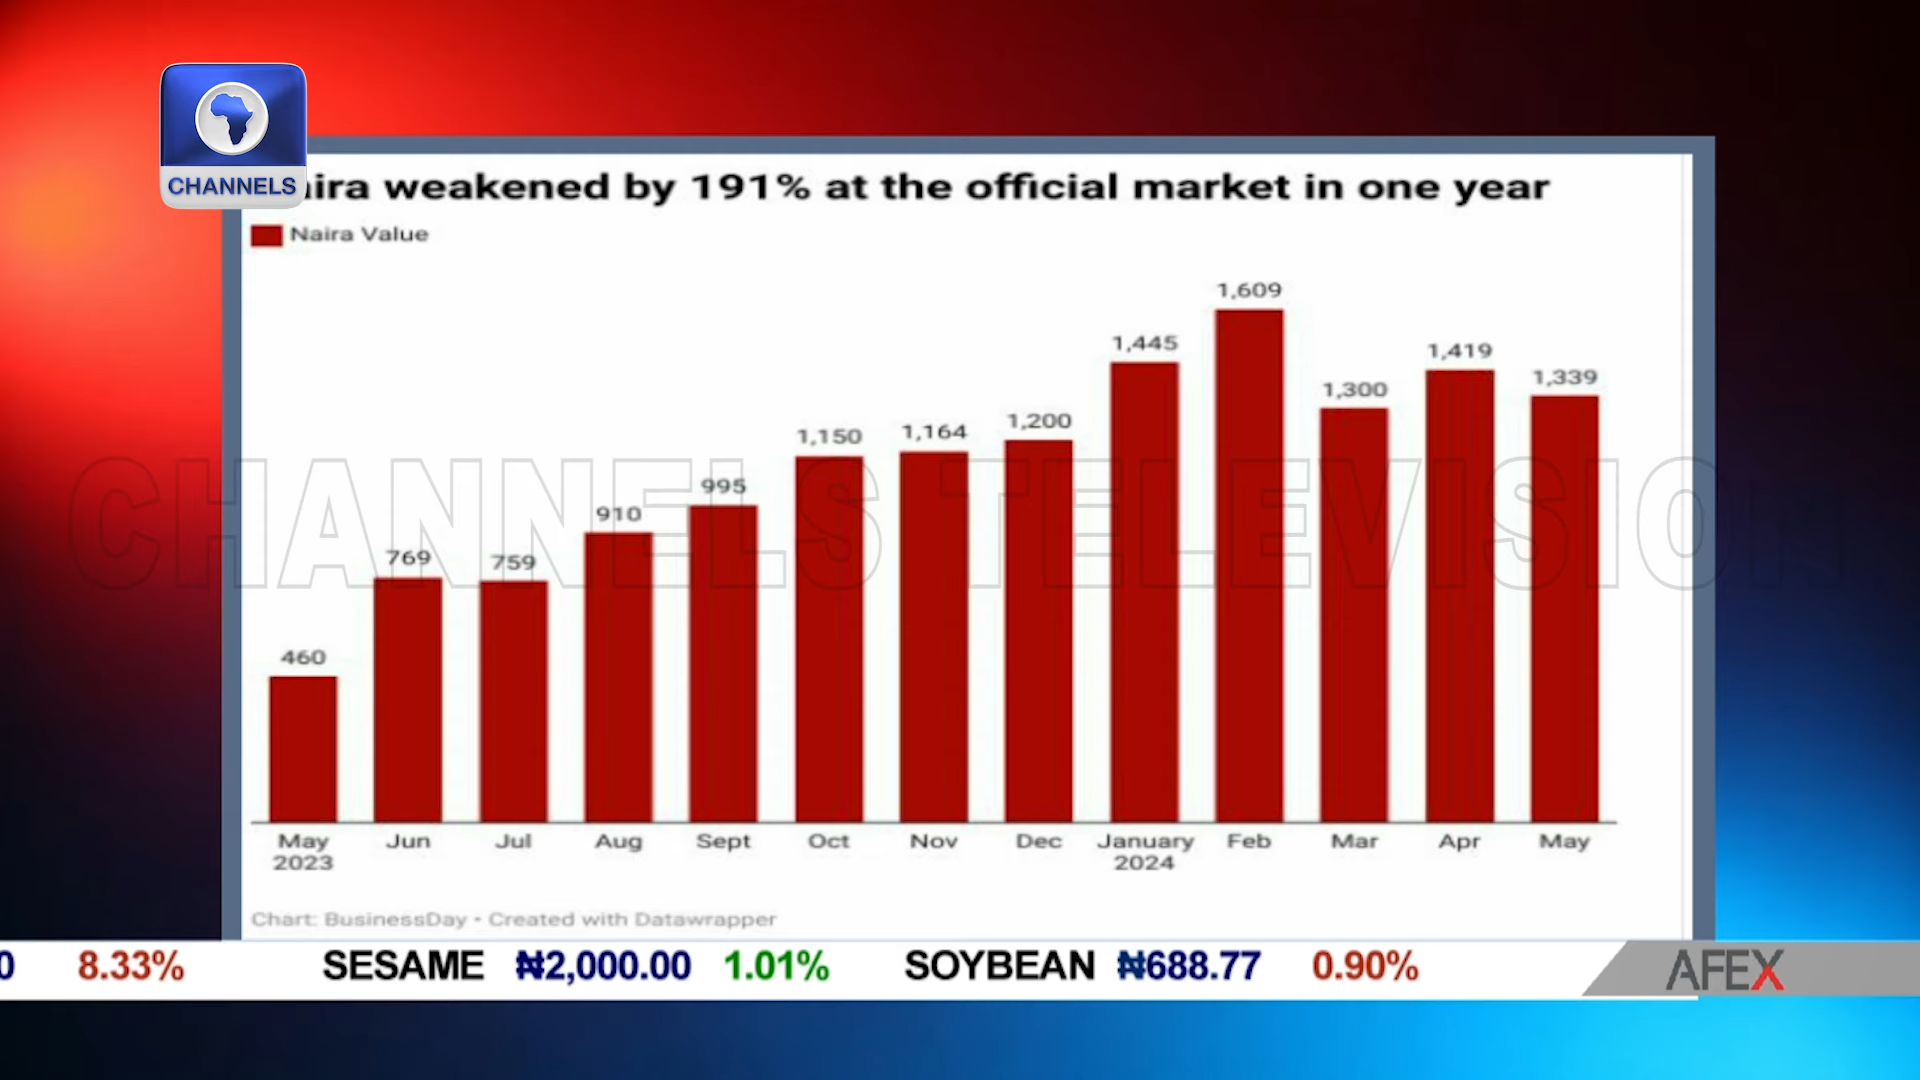 CHANNELS
aira weakened by 191% at the official market in one year
Naira Value
1,609
1,445
1,419
1,339
1,300
1,200
1,164
1,150
995
910
769
759
460
CHANNELS TELEVISION
May Jun Jul Aug Sept Oct Nov Dec January Feb Mar Apr May
2023 2024
Chart: BusinessDay • Created with Datawrapper
0 8.33% SESAME ₦2,000.00 1.01% SOYBEAN ₦688.77 0.90% AFEX